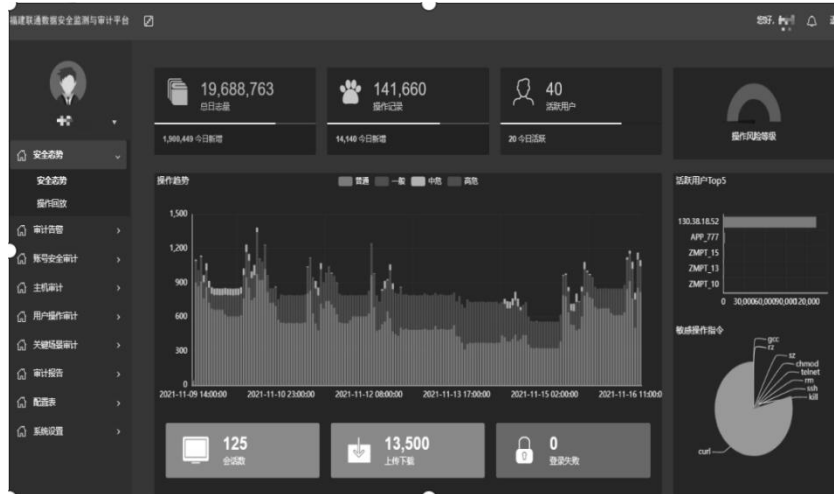 福建联通数据安全监测与审计平台
您好,
19,688,763
总日志量
1,900,449 今日新增
141,660
操作记录
14,140 今日新增
40
活跃用户
20 今日活跃
操作风险等级
安全态势
安全态势
操作回放
审计告警
账号安全审计
主机审计
用户操作审计
关键场景审计
审计报告
配置表
系统设置
操作趋势
普通 一般 中危 高危
1,500
1,200
900
600
300
0
2021-11-09 14:00:00 2021-11-10 23:00:00 2021-11-12 08:00:00 2021-11-13 17:00:00 2021-11-15 02:00:00 2021-11-16 11:00:0
活跃用户Top5
130.38.18.52
APP_777
ZMPT_15
ZMPT_13
ZMPT_10
0 30,000 60,000 90,000 120,000
敏感操作指令
gcc
rz
sz
chmod
telnet
rm
ssh
kill
curl
125
会话数
13,500
上传下载
0
登录失败